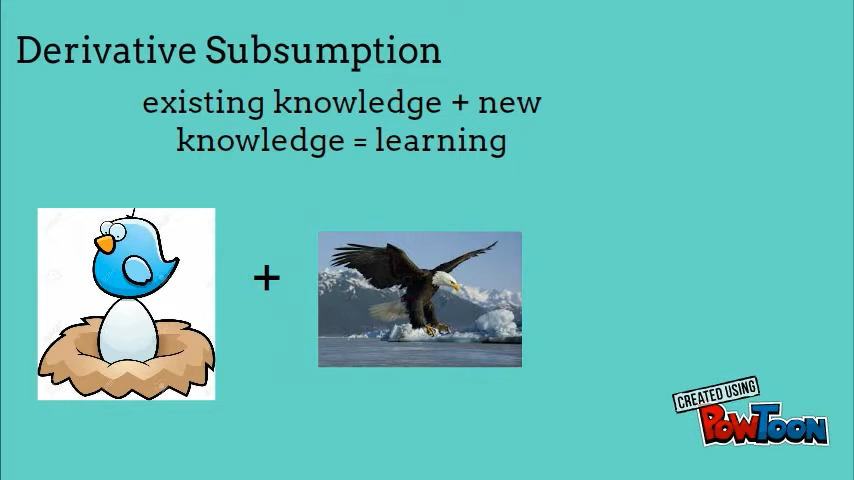 Derivative Subsumption
existing knowledge + new
knowledge = learning
+
CREATED USING
POWTOON